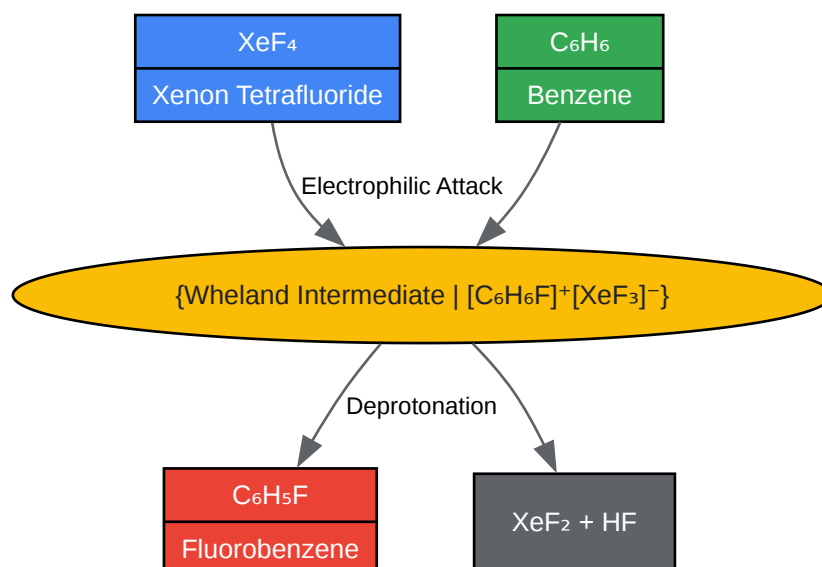 XeF₄
Xenon Tetrafluoride
C₆H₆
Benzene
Electrophilic Attack
{Wheland Intermediate | [C₆H₆F]⁺[XeF₃]⁻}
Deprotonation
C₆H₅F
Fluorobenzene
XeF₂ + HF